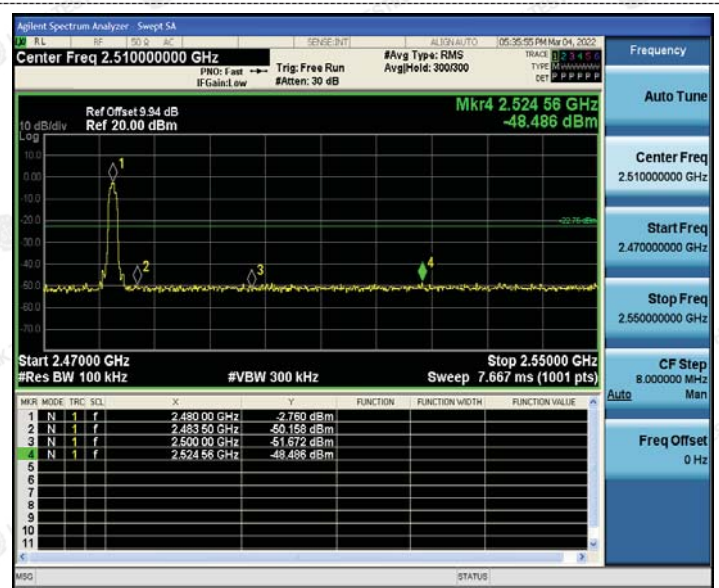 Agilent Spectrum Analyzer - Swept SA
RL RF 50 Ω AC SENSE:INT ALIGN AUTO 05:35:55 PM Mar 04, 2022
Center Freq 2.510000000 GHz
PNO: Fast
IFGain:Low
Trig: Free Run
#Atten: 30 dB
#Avg Type: RMS
Avg|Hold: 300/300
TRACE 1 2 3 4 5 6
TYPE M
DET P P P P P P
Mkr4 2.524 56 GHz
-48.486 dBm
Ref Offset 9.94 dB
10 dB/div Ref 20.00 dBm
Log
10.0
0.00
-10.0
-20.0
-22.76 dBm
-30.0
-40.0
-50.0
-60.0
-70.0
1
2
3
4
Start 2.47000 GHz Stop 2.55000 GHz
#Res BW 100 kHz #VBW 300 kHz Sweep 7.667 ms (1001 pts)
MKR MODE TRC SCL X Y FUNCTION FUNCTION WIDTH FUNCTION VALUE
1 N 1 f 2.480 00 GHz -2.760 dBm
2 N 1 f 2.483 50 GHz -50.158 dBm
3 N 1 f 2.500 00 GHz -51.672 dBm
4 N 1 f 2.524 56 GHz -48.486 dBm
5
6
7
8
9
10
11
MSG STATUS
Frequency
Auto Tune
Center Freq
2.510000000 GHz
Start Freq
2.470000000 GHz
Stop Freq
2.550000000 GHz
CF Step
8.000000 MHz
Auto Man
Freq Offset
0 Hz